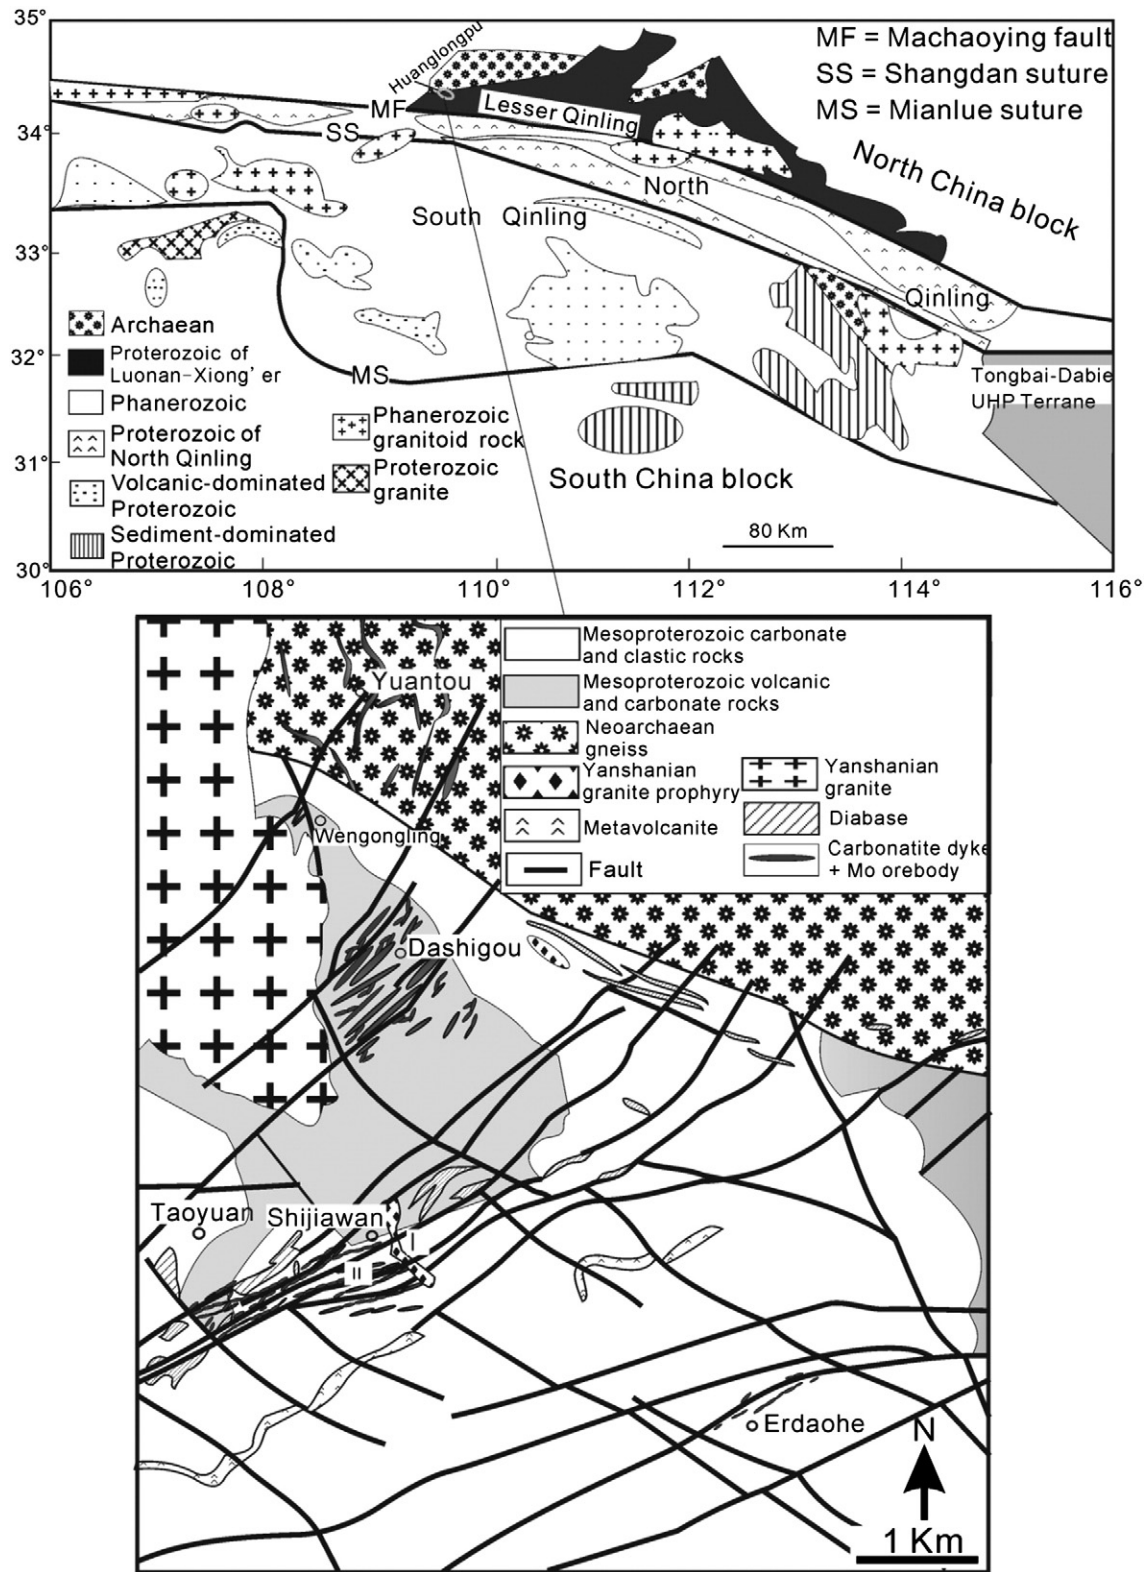 35°
Huanglongpu
MF = Machaoying fault
SS = Shangdan suture
MS = Mianlue suture
MF
Lesser Qinling
34°
SS
North China block
North
South Qinling
33°
Qinling
Archaean
32°
Proterozoic of
Luonan-Xiong' er
MS
Tongbai-Dabie
UHP Terrane
Phanerozoic
Phanerozoic
granitoid rock
Proterozoic of
North Qinling
31°
Proterozoic
granite
South China block
Volcanic-dominated
Proterozoic
Sediment-dominated
Proterozoic
80 Km
30°
106°
108°
110°
112°
114°
116°
Mesoproterozoic carbonate
and clastic rocks
Yuantou
Mesoproterozoic volcanic
and carbonate rocks
Neoarchaean
gneiss
Yanshanian
granite prophyry
Yanshanian
granite
Wengongling
Metavolcanite
Diabase
Fault
Carbonatite dyke
+ Mo orebody
Dashigou
Taoyuan
Shijiawan
I
II
Erdaohe
N
1 Km